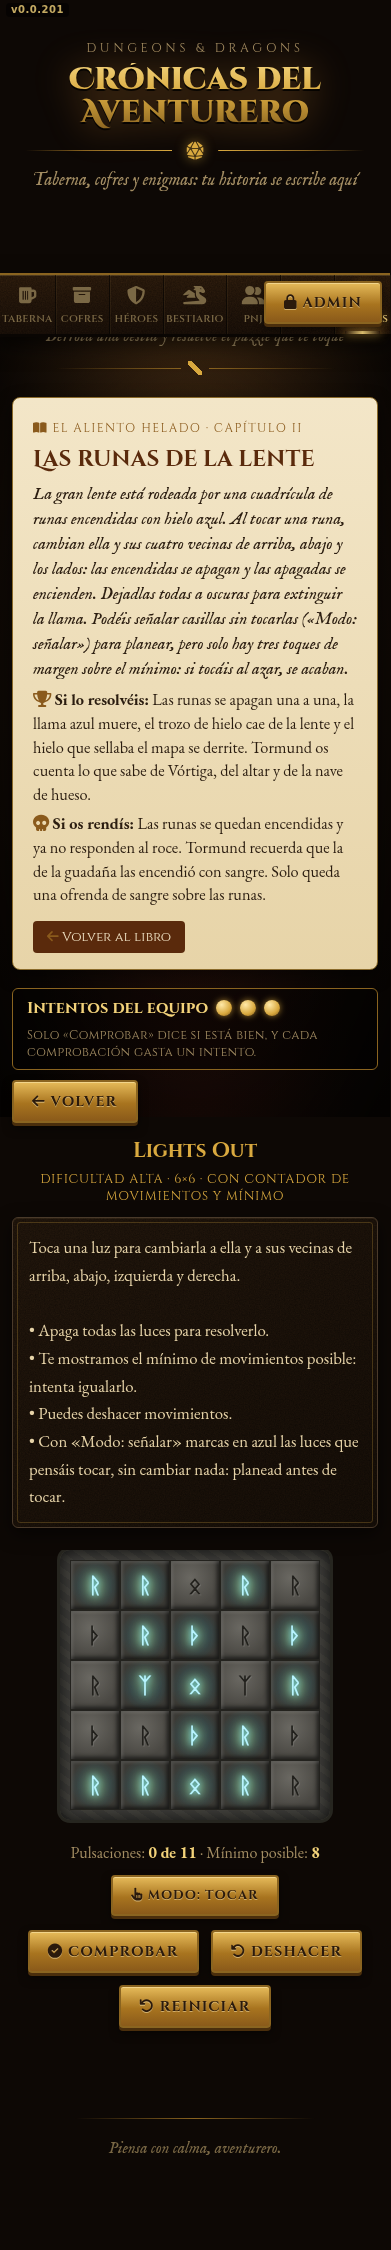 v0.0.201
DUNGEONS & DRAGONS
CRÓNICAS DEL
AVENTURERO
Taberna, cofres y enigmas: tu historia se escribe aquí
TABERNA COFRES HÉROES BESTIARIO PNJ
ADMIN
Derrota una bestia y resuelve el puzzle que te toque
EL ALIENTO HELADO · CAPÍTULO II
LAS RUNAS DE LA LENTE
La gran lente está rodeada por una cuadrícula de
runas encendidas con hielo azul. Al tocar una runa,
cambian ella y sus cuatro vecinas de arriba, abajo y
los lados: las encendidas se apagan y las apagadas se
encienden. Dejadlas todas a oscuras para extinguir
la llama. Podéis señalar casillas sin tocarlas («Modo:
señalar») para planear, pero solo hay tres toques de
margen sobre el mínimo: si tocáis al azar, se acaban.
Si lo resolvéis: Las runas se apagan una a una, la
llama azul muere, el trozo de hielo cae de la lente y el
hielo que sellaba el mapa se derrite. Tormund os
cuenta lo que sabe de Vórtiga, del altar y de la nave
de hueso.
Si os rendís: Las runas se quedan encendidas y
ya no responden al roce. Tormund recuerda que la
de la guadaña las encendió con sangre. Solo queda
una ofrenda de sangre sobre las runas.
← VOLVER AL LIBRO
INTENTOS DEL EQUIPO
SOLO «COMPROBAR» DICE SI ESTÁ BIEN, Y CADA
COMPROBACIÓN GASTA UN INTENTO.
← VOLVER
LIGHTS OUT
DIFICULTAD ALTA · 6×6 · CON CONTADOR DE
MOVIMIENTOS Y MÍNIMO
Toca una luz para cambiarla a ella y a sus vecinas de
arriba, abajo, izquierda y derecha.
• Apaga todas las luces para resolverlo.
• Te mostramos el mínimo de movimientos posible:
intenta igualarlo.
• Puedes deshacer movimientos.
• Con «Modo: señalar» marcas en azul las luces que
pensáis tocar, sin cambiar nada: planead antes de
tocar.
ᚱ ᚱ ᛟ ᚱ ᚱ
ᚦ ᚱ ᚦ ᚱ ᚦ
ᚱ ᛉ ᛟ ᛉ ᚱ
ᚦ ᚱ ᚦ ᚱ ᚦ
ᚱ ᚱ ᛟ ᚱ ᚱ
Pulsaciones: 0 de 11 · Mínimo posible: 8
MODO: TOCAR
COMPROBAR
DESHACER
REINICIAR
Piensa con calma, aventurero.